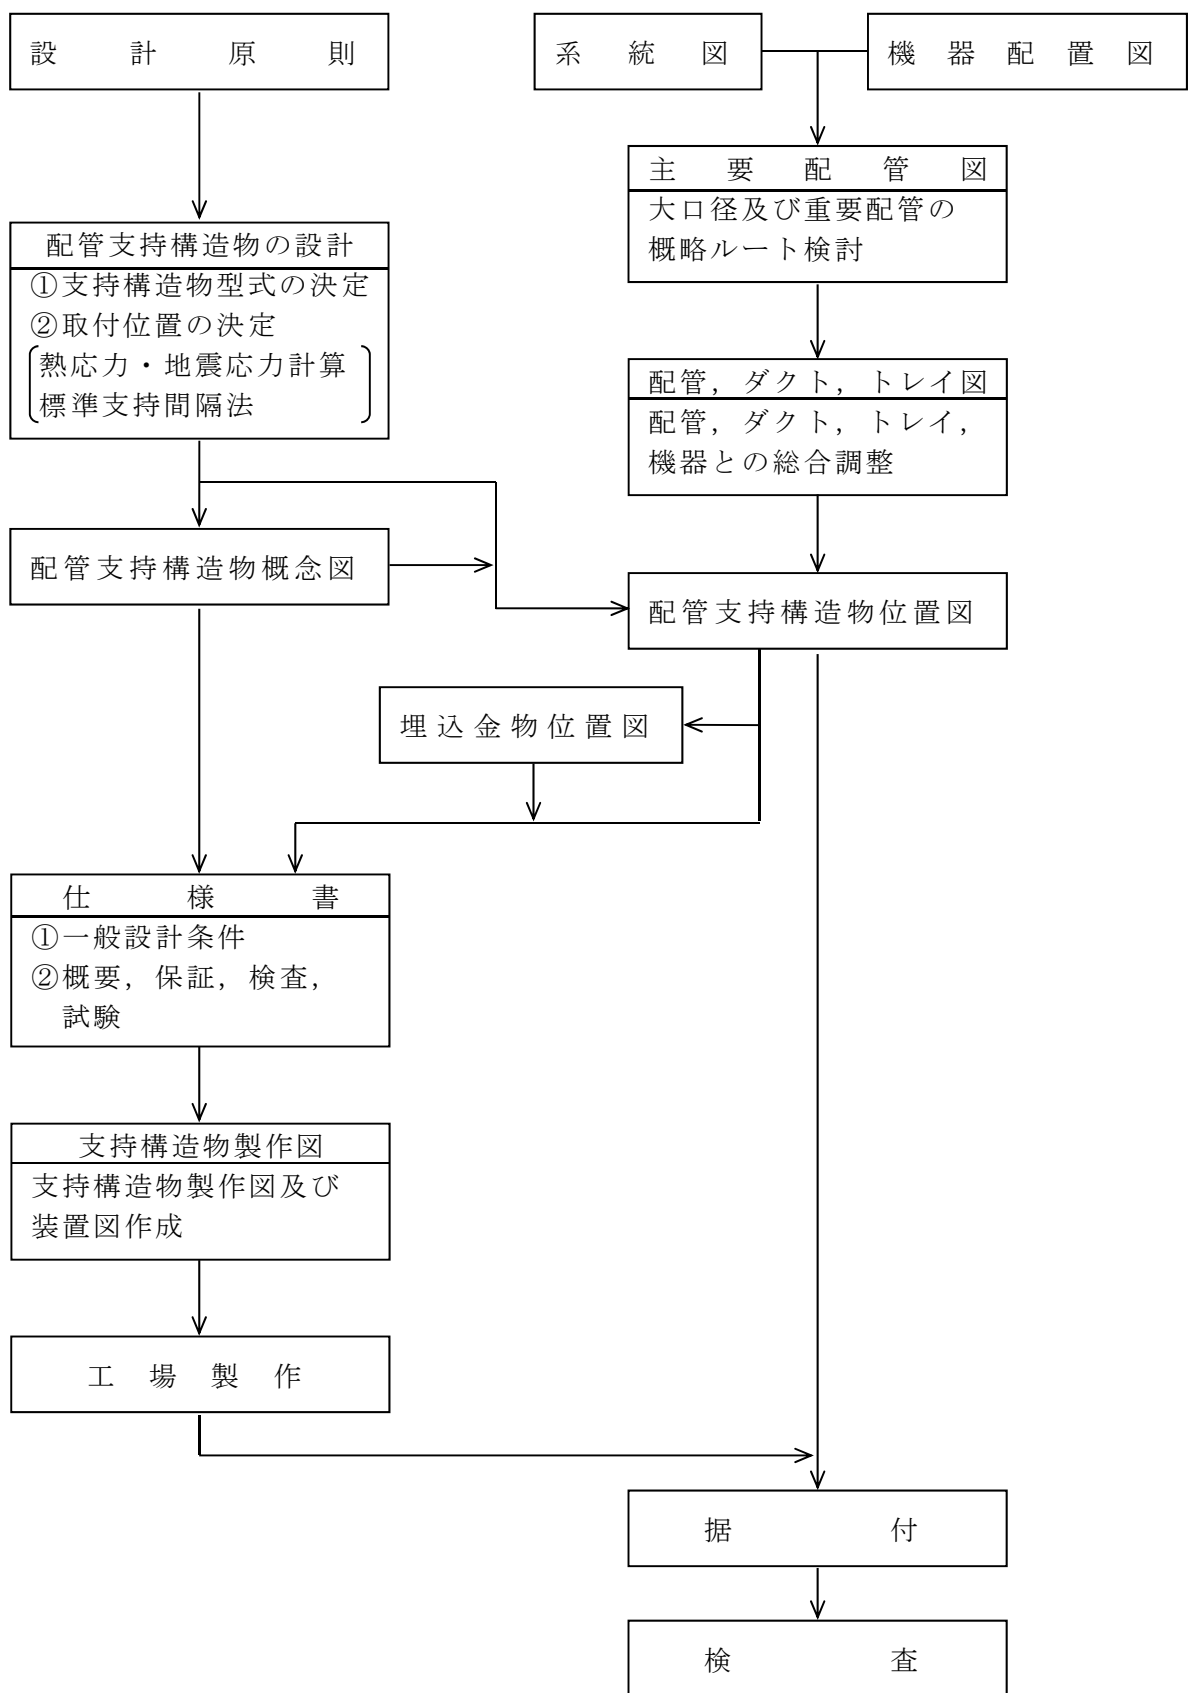 設計原則
系統図
機器配置図
主要配管図
大口径及び重要配管の
概略ルート検討
配管支持構造物の設計
①支持構造物型式の決定
②取付位置の決定
熱応力・地震応力計算
標準支持間隔法
配管，ダクト，トレイ図
配管，ダクト，トレイ，
機器との総合調整
配管支持構造物概念図
配管支持構造物位置図
埋込金物位置図
仕様書
①一般設計条件
②概要，保証，検査，
試験
支持構造物製作図
支持構造物製作図及び
装置図作成
工場製作
据付
検査